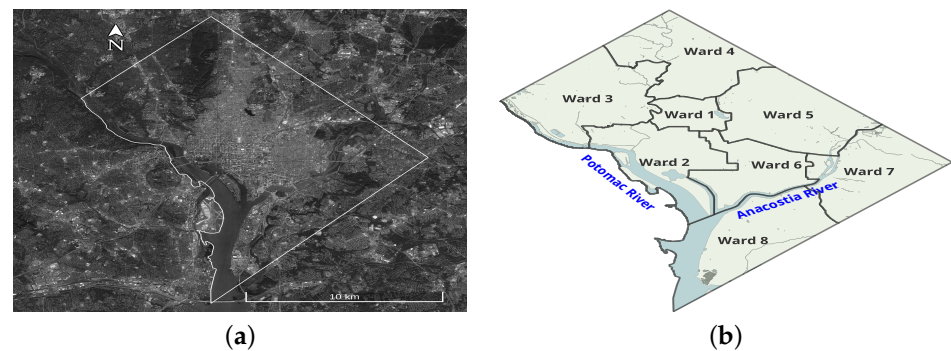 N
10 km
(a)
Ward 4
Ward 3
Ward 1
Ward 5
Ward 2
Ward 6
Ward 7
Potomac River
Anacostia River
Ward 8
(b)